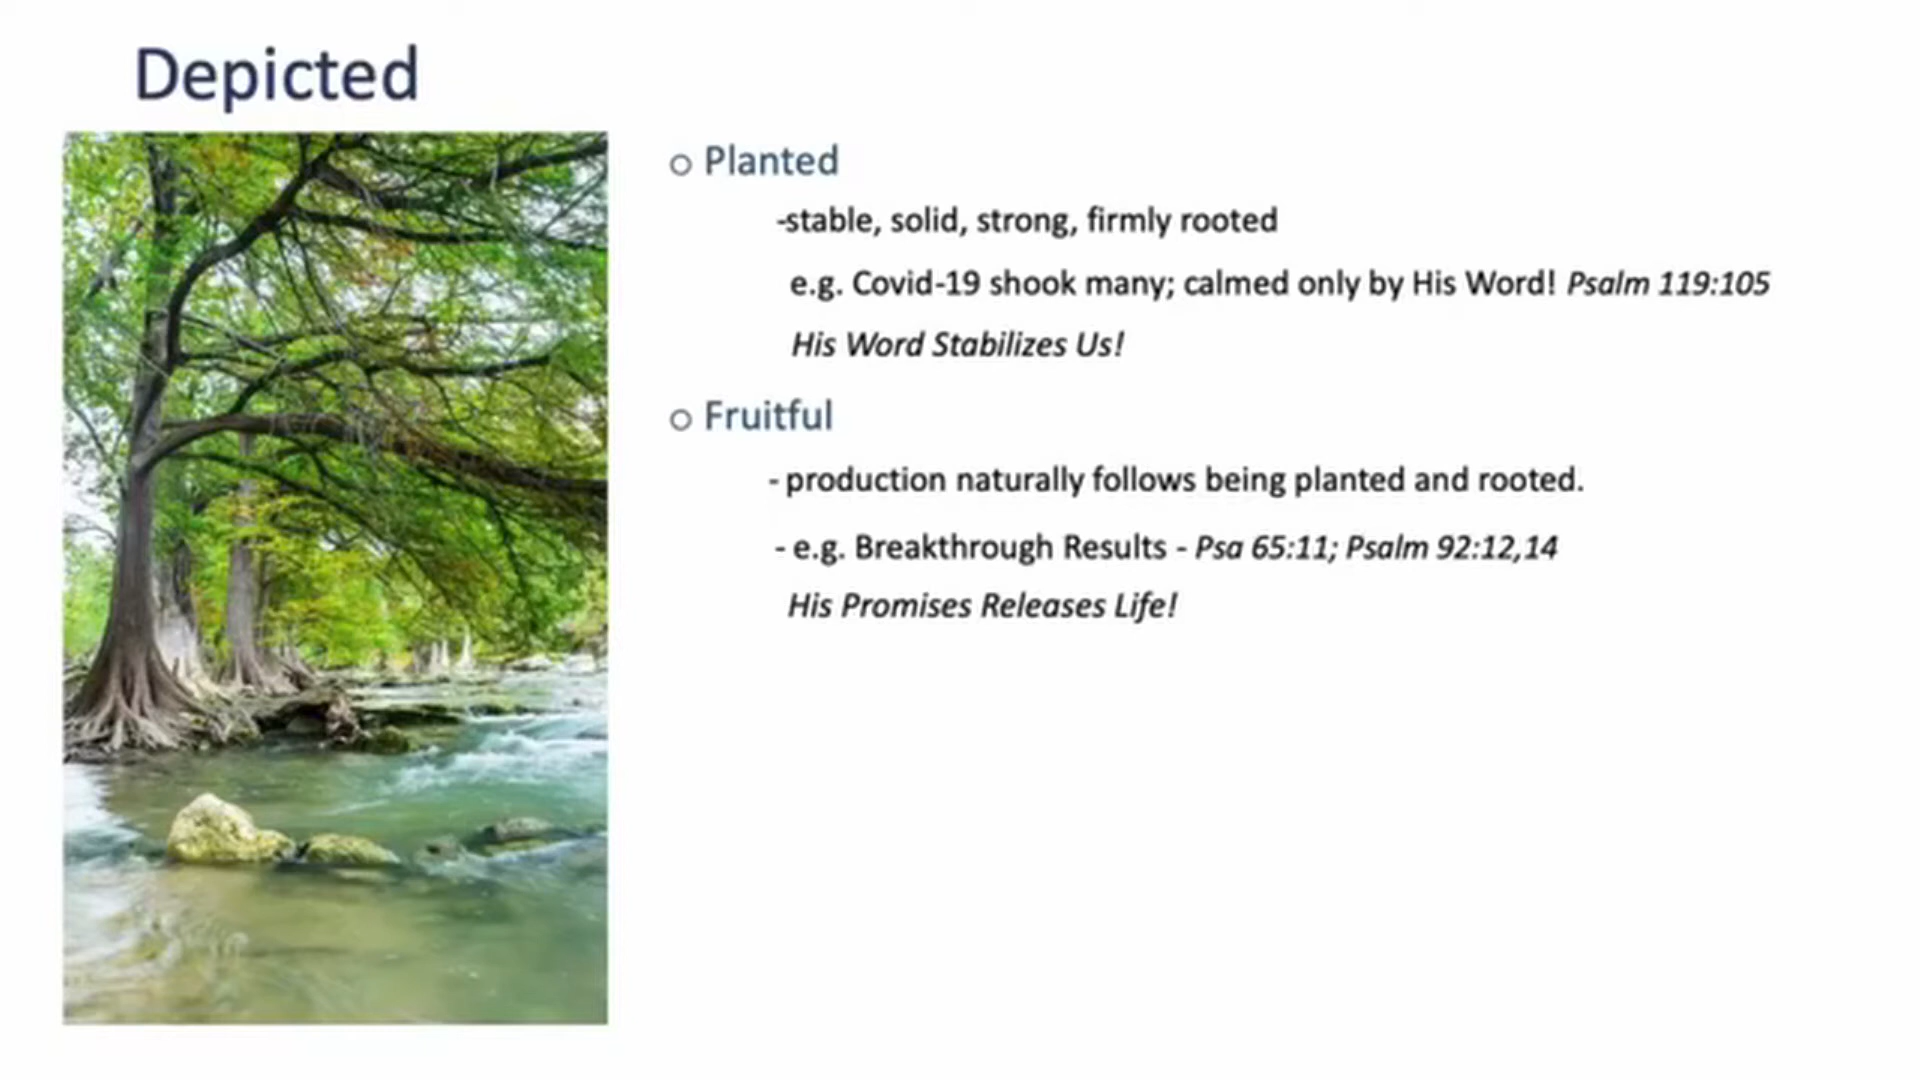 Depicted
○ Planted
-stable, solid, strong, firmly rooted
e.g. Covid-19 shook many; calmed only by His Word! Psalm 119:105
His Word Stabilizes Us!
○ Fruitful
- production naturally follows being planted and rooted.
- e.g. Breakthrough Results - Psa 65:11; Psalm 92:12,14
His Promises Releases Life!